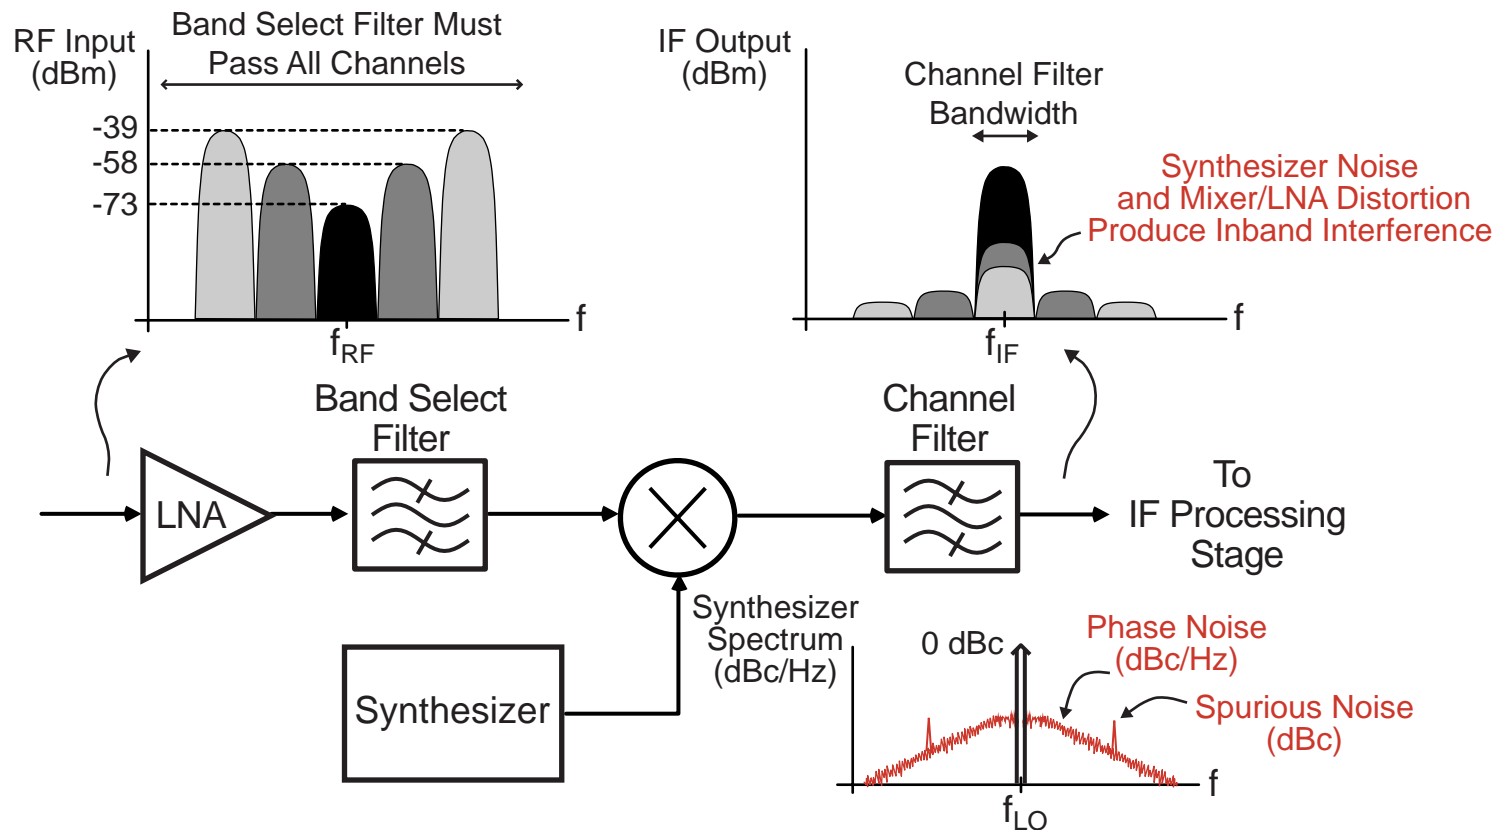 RF Input
(dBm)
Band Select Filter Must
Pass All Channels
-39
-58
-73
f
fRF
IF Output
(dBm)
Channel Filter
Bandwidth
Synthesizer Noise
and Mixer/LNA Distortion
Produce Inband Interference
f
fIF
Band Select
Filter
Channel
Filter
LNA
To
IF Processing
Stage
Synthesizer
Synthesizer
Spectrum
(dBc/Hz)
0 dBc
Phase Noise
(dBc/Hz)
Spurious Noise
(dBc)
f
fLO